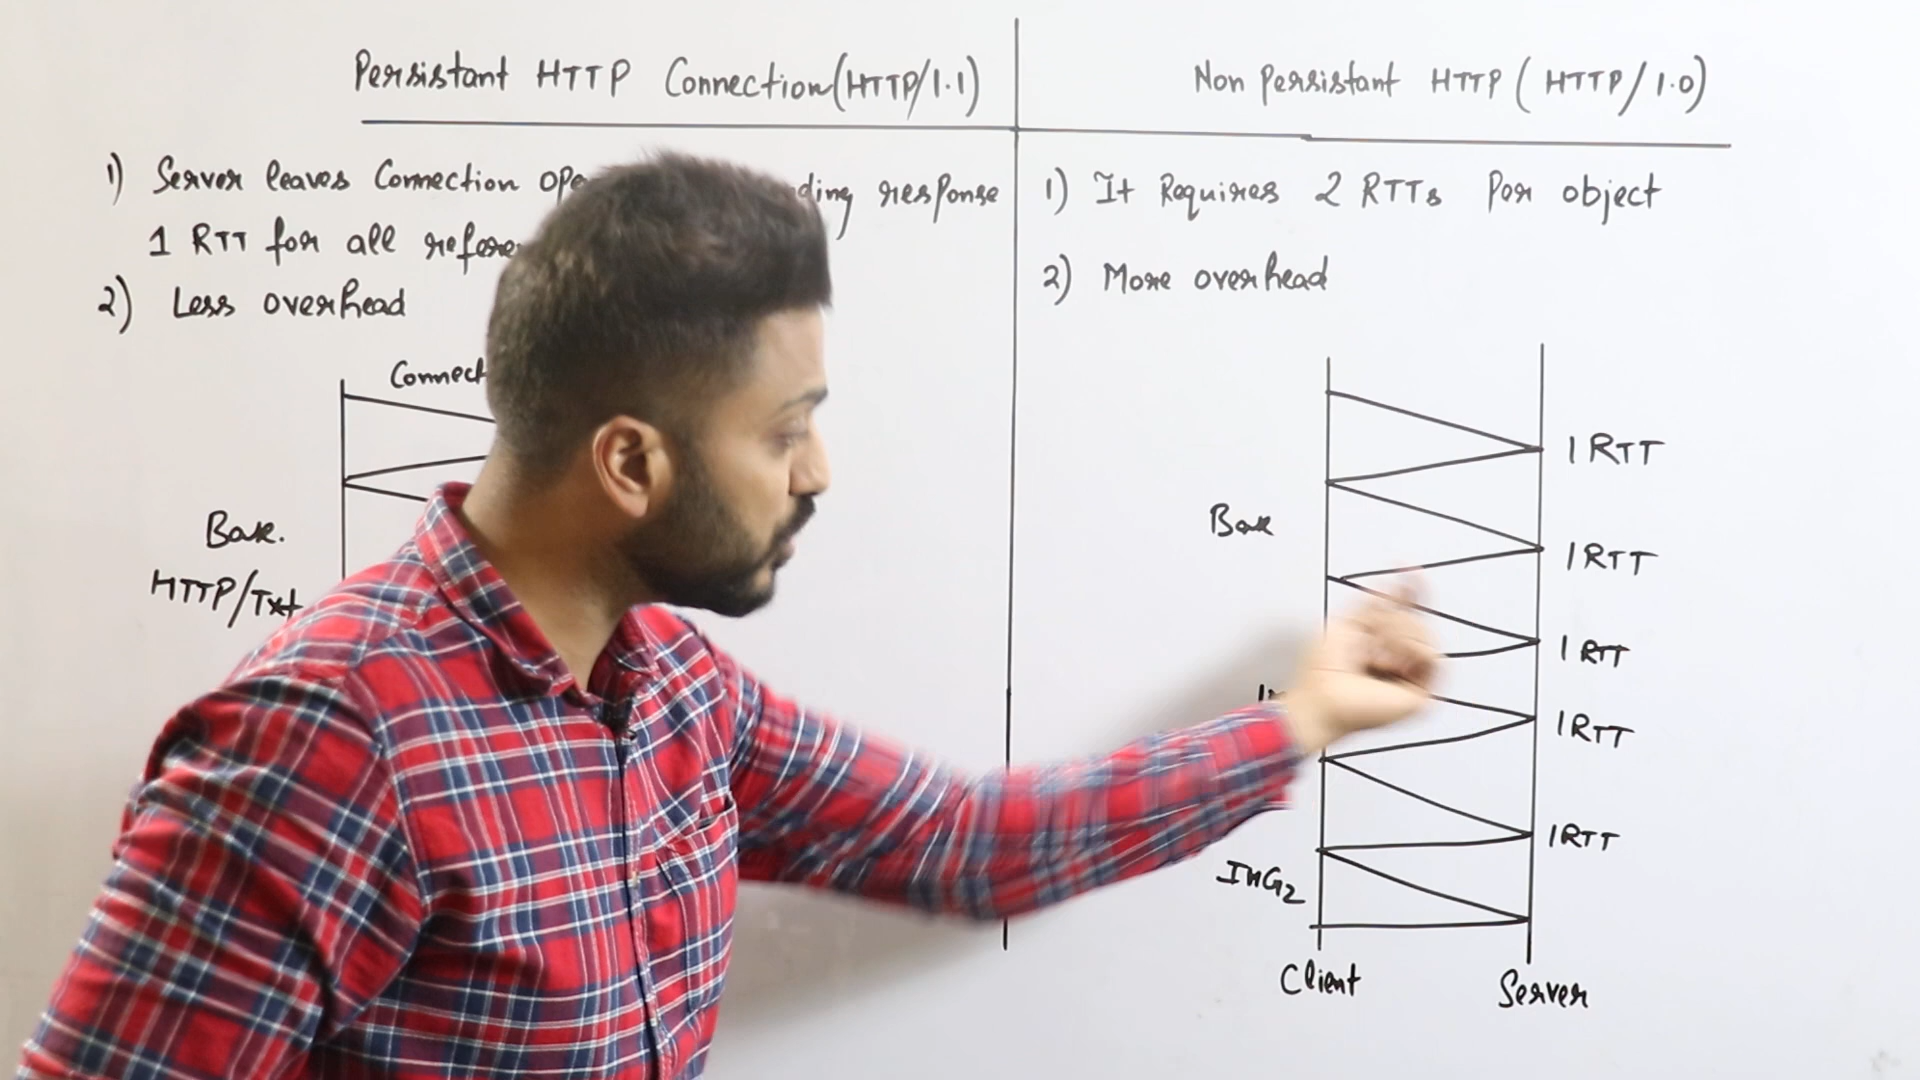 Persistant HTTP Connection (HTTP/1.1)
1) Server leaves Connection ope nding response
1 RTT for all refere
2) Less overhead
Connect
Base.
HTTP/Txt
Non Persistant HTTP (HTTP/1.0)
1) It Requires 2 RTTs Per object
2) More overhead
1 RTT
Base
1 RTT
1 RTT
1 RTT
1 RTT
IMG2
Client
Server